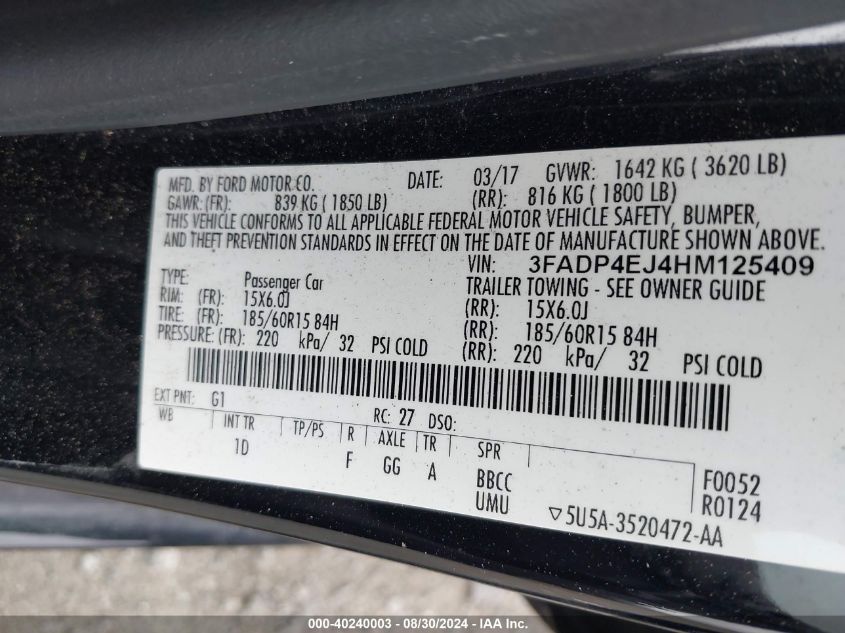 MFD. BY FORD MOTOR CO. DATE: 03/17 GVWR: 1642 KG ( 3620 LB)
GAWR: (FR): 839 KG ( 1850 LB) (RR): 816 KG ( 1800 LB)
THIS VEHICLE CONFORMS TO ALL APPLICABLE FEDERAL MOTOR VEHICLE SAFETY, BUMPER,
AND THEFT PREVENTION STANDARDS IN EFFECT ON THE DATE OF MANUFACTURE SHOWN ABOVE.
VIN: 3FADP4EJ4HM125409
TYPE: Passenger Car TRAILER TOWING - SEE OWNER GUIDE
RIM: (FR): 15X6.0J (RR): 15X6.0J
TIRE: (FR): 185/60R15 84H (RR): 185/60R15 84H
PRESSURE: (FR): 220 kPa/ 32 PSI COLD (RR): 220 kPa/ 32 PSI COLD
EXT PNT: G1 RC: 27 DSO:
WB INT TR TP/PS R AXLE TR SPR
1D F GG A BBCC F0052
UMU R0124
▽5U5A-3520472-AA
000-40240003 - 08/30/2024 - IAA Inc.